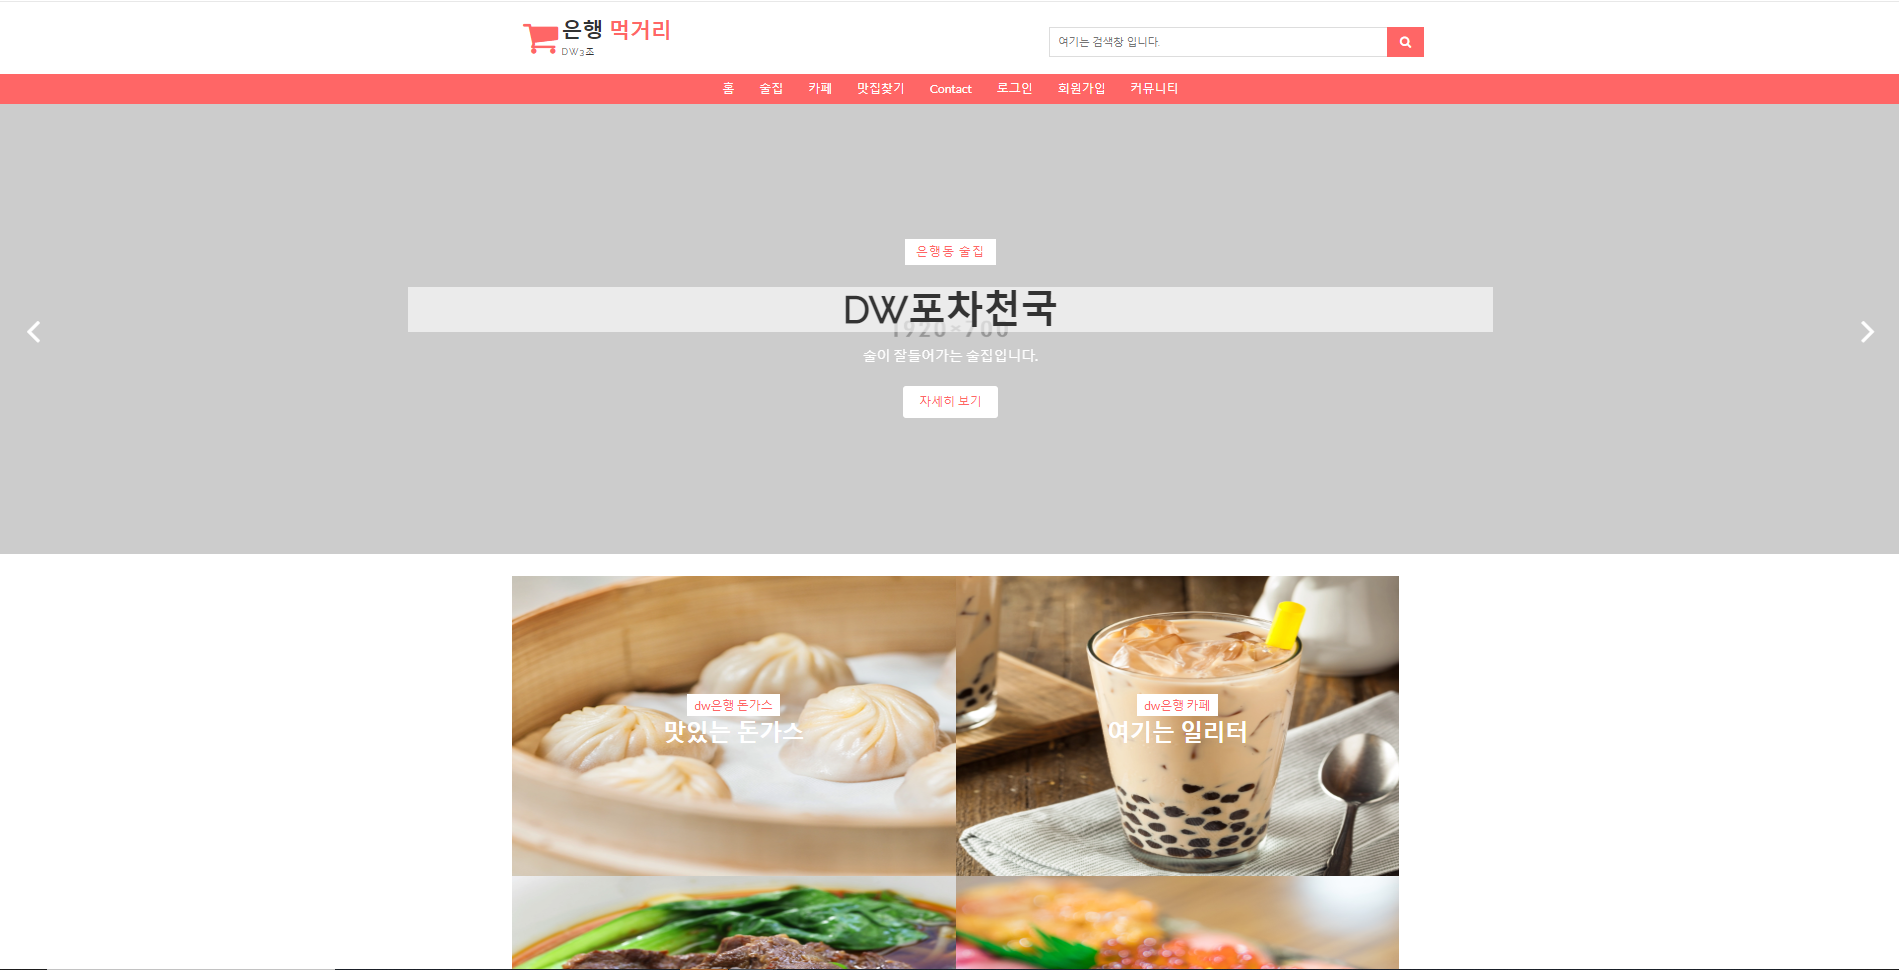 은행 먹거리
DW3조
여기는 검색창 입니다.
홈 술집 카페 맛집찾기 Contact 로그인 회원가입 커뮤니티
은행동 술집
DW포차천국
1920×700
술이 잘들어가는 술집입니다.
자세히 보기
dw은행 돈가스
맛있는 돈가스
dw은행 카페
여기는 일리터